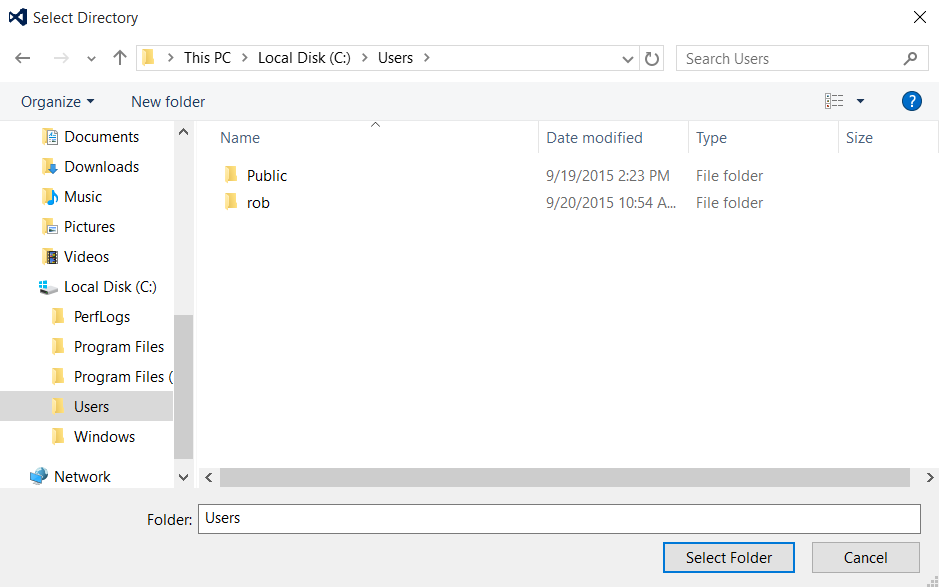 Select Directory
This PC Local Disk (C:) Users
Search Users
Organize New folder
?
Name Date modified Type Size
Documents
Downloads
Music
Pictures
Videos
Local Disk (C:)
PerfLogs
Program Files
Program Files (
Users
Windows
Network
Public 9/19/2015 2:23 PM File folder
rob 9/20/2015 10:54 A... File folder
Folder: Users
Select Folder Cancel